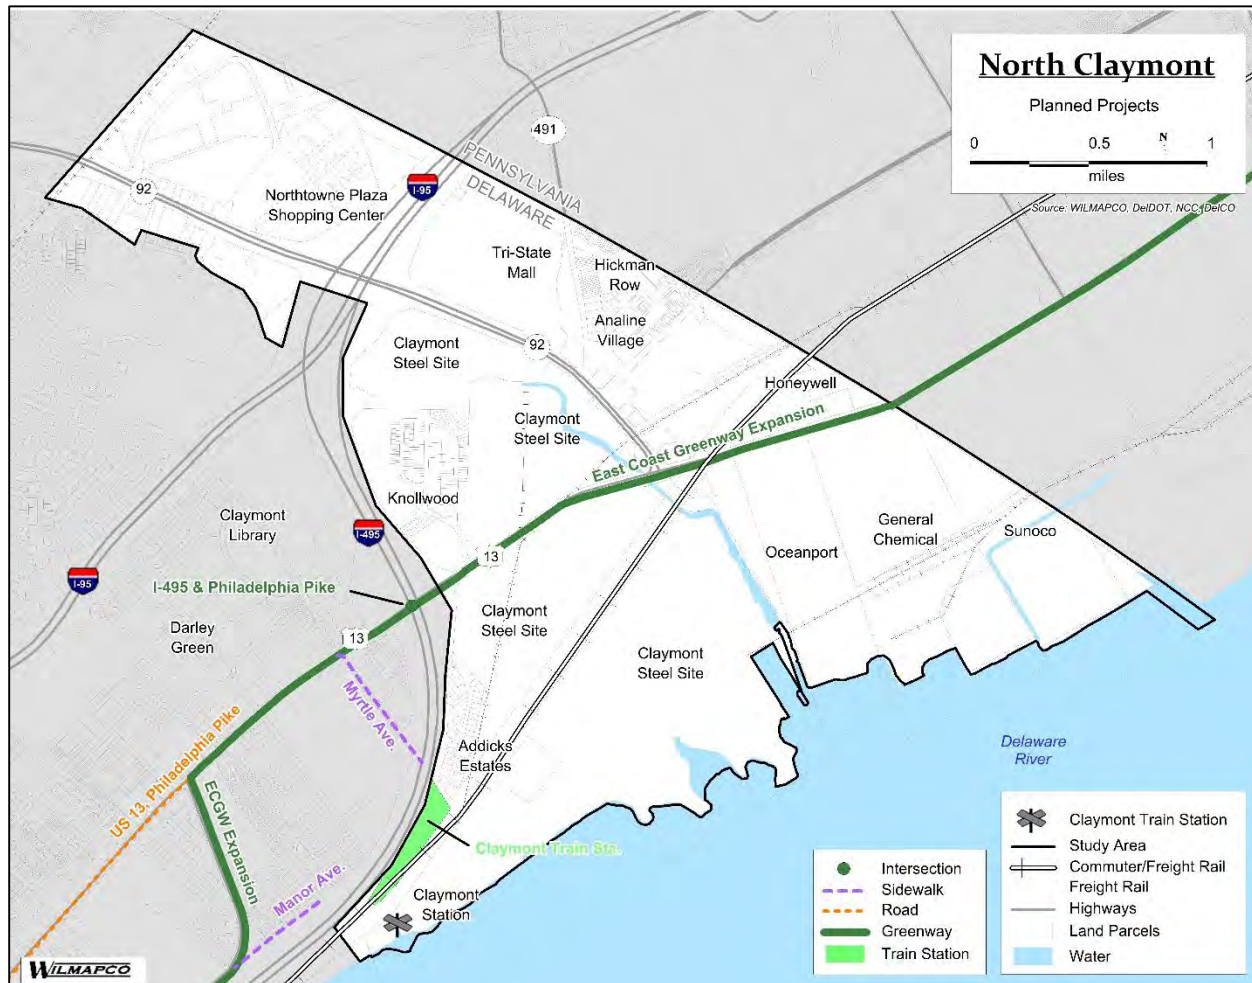 North Claymont
Planned Projects
0 0.5 N 1
miles
Source: WILMAPCO, DelDOT, NCC, DelCO
491
PENNSYLVANIA
DELAWARE
I-95
92
Northtowne Plaza
Shopping Center
Tri-State
Mall
Hickman
Row
Analine
Village
92
Claymont
Steel Site
Honeywell
Claymont
Steel Site
East Coast Greenway Expansion
Knollwood
Claymont
Library
I-495
13
General
Chemical
Sunoco
Oceanport
I-95
I-495 & Philadelphia Pike
Darley
Green
13
Claymont
Steel Site
Claymont
Steel Site
Myrtle Ave.
US 13, Philadelphia Pike
Addicks
Estates
Delaware
River
ECGW Expansion
Claymont Train Sta.
Manor Ave.
Claymont
Station
Intersection
Sidewalk
Road
Greenway
Train Station
Claymont Train Station
Study Area
Commuter/Freight Rail
Freight Rail
Highways
Land Parcels
Water
WILMAPCO